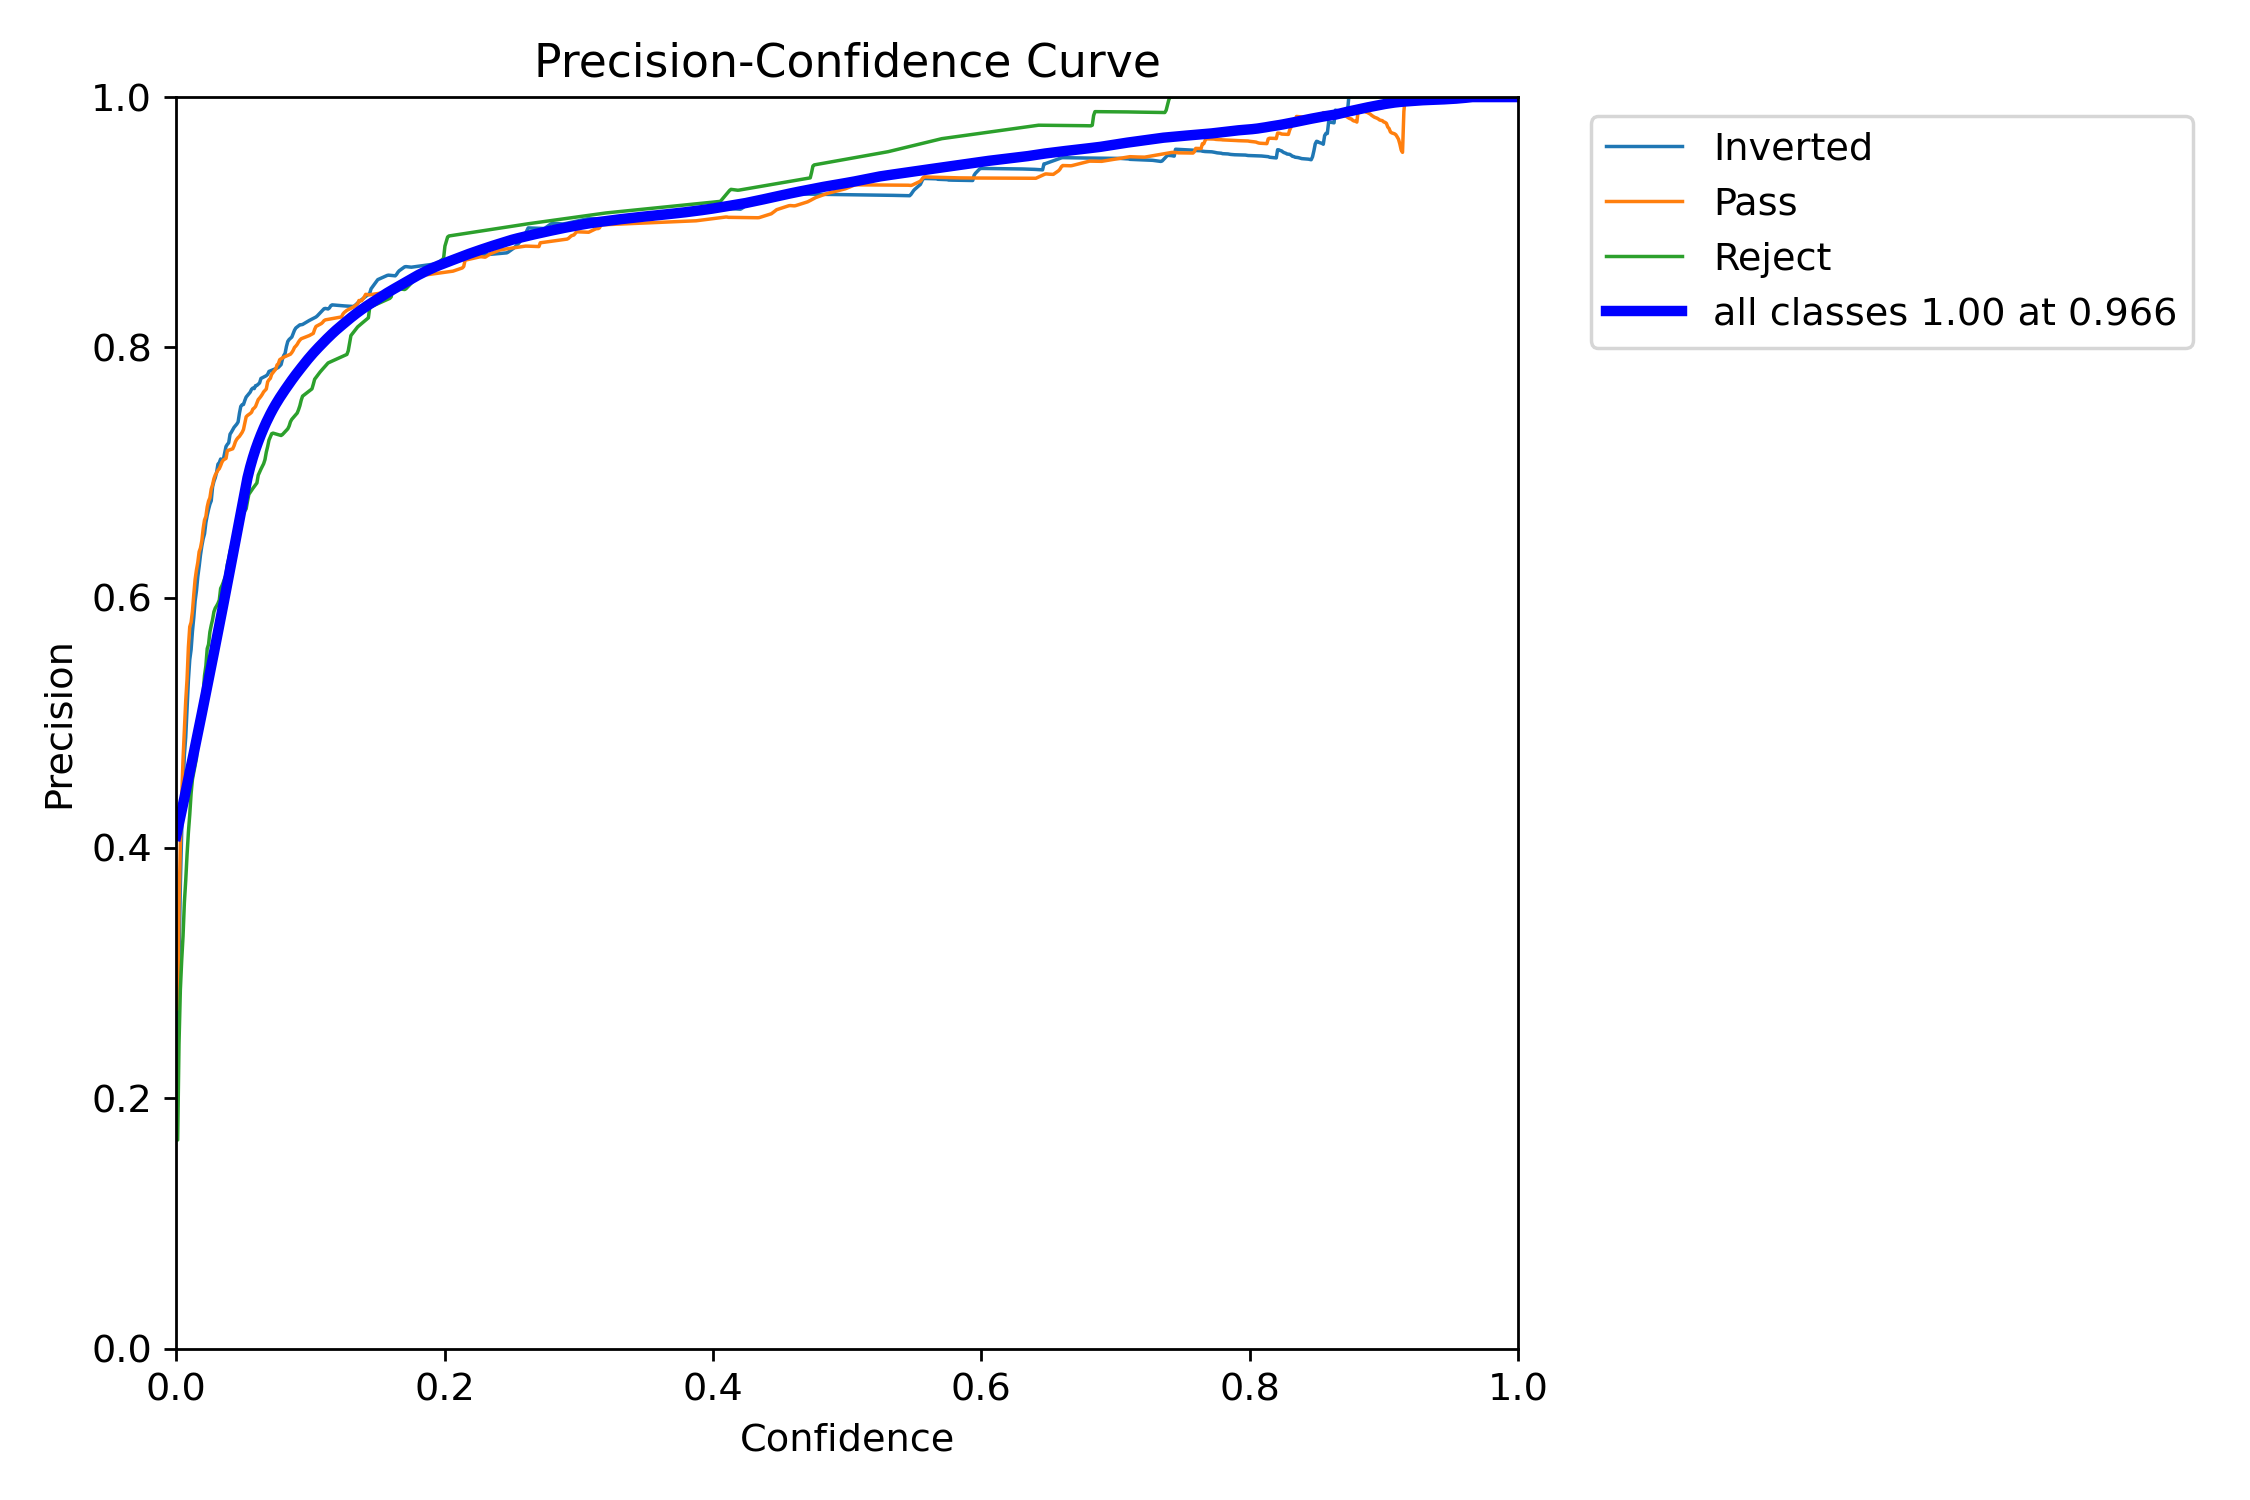 Precision-Confidence Curve
1.0
0.8
0.6
0.4
0.2
0.0
Precision
0.0 0.2 0.4 0.6 0.8 1.0
Confidence
Inverted
Pass
Reject
all classes 1.00 at 0.966